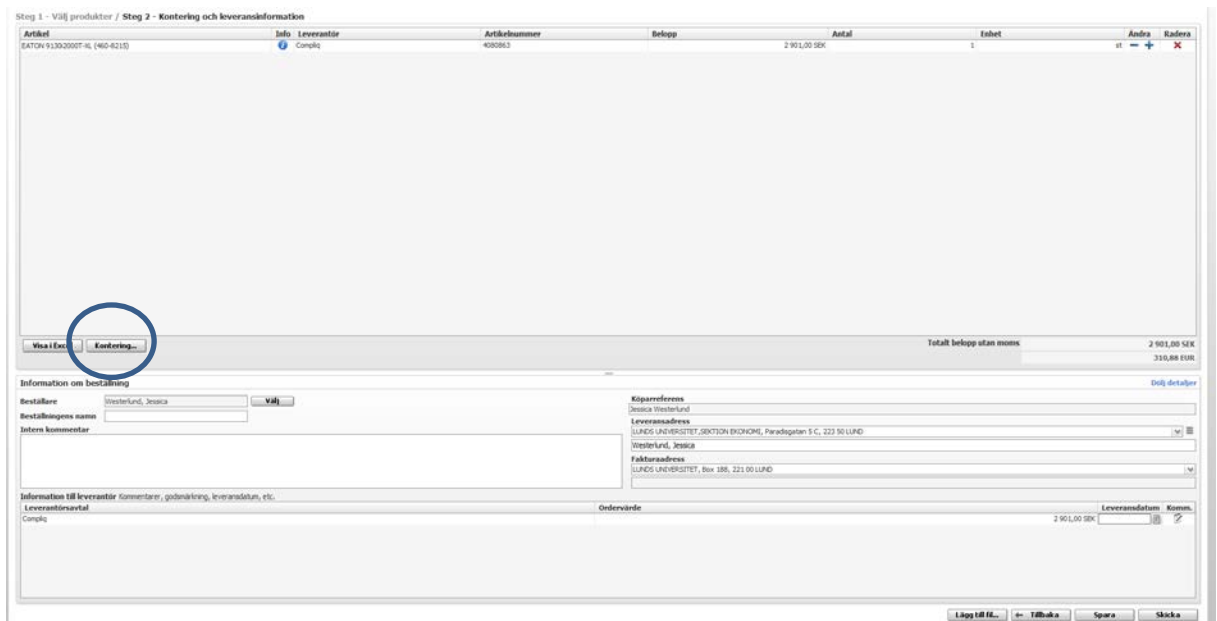 Steg 1 - Välj produkter / Steg 2 - Kontering och leveransinformation
Artikel Info Leverantör Artikelnummer Belopp Antal Enhet Ändra Radera
EATON 9130i2000T-XL (460-8215) Compliq 4080863 2 901,00 SEK 1 st
Visa i Excel Kontering... Totalt belopp utan moms 2 901,00 SEK
310,88 EUR
Information om beställning Dölj detaljer
Beställare Westerlund, Jessica Välj
Beställningens namn
Intern kommentar
Köparreferens
Jessica Westerlund
Leveransadress
LUNDS UNIVERSITET,SEKTION EKONOMI, Paradisgatan 5 C, 223 50 LUND
Westerlund, Jessica
Fakturaadress
LUNDS UNIVERSITET, Box 188, 221 00 LUND
Information till leverantör Kommentarer, godsmärkning, leveransdatum, etc.
Leverantörsavtal Ordervärde Leveransdatum Komm.
Compliq 2 901,00 SEK
Lägg till fil... Tillbaka Spara Skicka